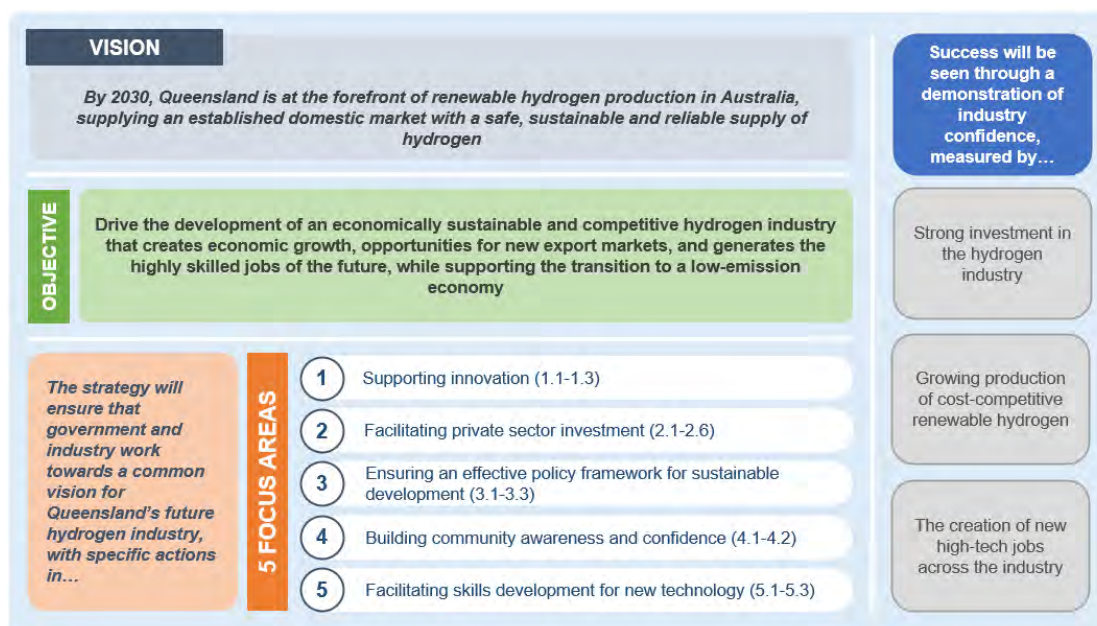 VISION
By 2030, Queensland is at the forefront of renewable hydrogen production in Australia,
supplying an established domestic market with a safe, sustainable and reliable supply of
hydrogen
OBJECTIVE
Drive the development of an economically sustainable and competitive hydrogen industry
that creates economic growth, opportunities for new export markets, and generates the
highly skilled jobs of the future, while supporting the transition to a low-emission
economy
The strategy will
ensure that
government and
industry work
towards a common
vision for
Queensland's future
hydrogen industry,
with specific actions
in…
5 FOCUS AREAS
1 Supporting innovation (1.1-1.3)
2 Facilitating private sector investment (2.1-2.6)
3 Ensuring an effective policy framework for sustainable
development (3.1-3.3)
4 Building community awareness and confidence (4.1-4.2)
5 Facilitating skills development for new technology (5.1-5.3)
Success will be
seen through a
demonstration of
industry
confidence,
measured by…
Strong investment in
the hydrogen
industry
Growing production
of cost-competitive
renewable hydrogen
The creation of new
high-tech jobs
across the industry